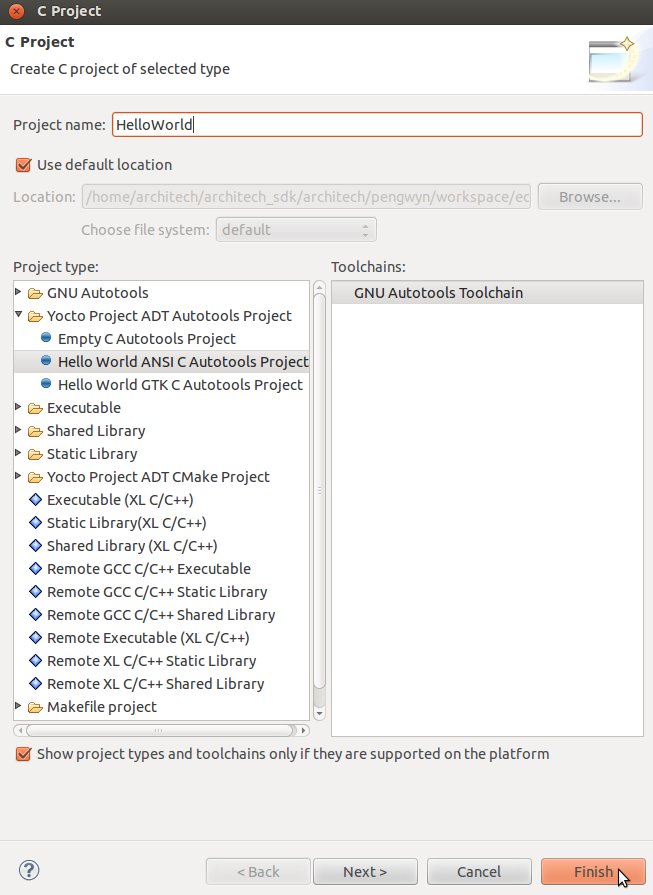 C Project
C Project
Create C project of selected type
Project name: HelloWorld
Use default location
Location: /home/architech/architech_sdk/architech/pengwyn/workspace/ec Browse...
Choose file system: default
Project type: Toolchains:
GNU Autotools GNU Autotools Toolchain
Yocto Project ADT Autotools Project
Empty C Autotools Project
Hello World ANSI C Autotools Project
Hello World GTK C Autotools Project
Executable
Shared Library
Static Library
Yocto Project ADT CMake Project
Executable (XL C/C++)
Static Library(XL C/C++)
Shared Library (XL C/C++)
Remote GCC C/C++ Executable
Remote GCC C/C++ Static Library
Remote GCC C/C++ Shared Library
Remote Executable (XL C/C++)
Remote XL C/C++ Static Library
Remote XL C/C++ Shared Library
Makefile project
Show project types and toolchains only if they are supported on the platform
? < Back Next > Cancel Finish